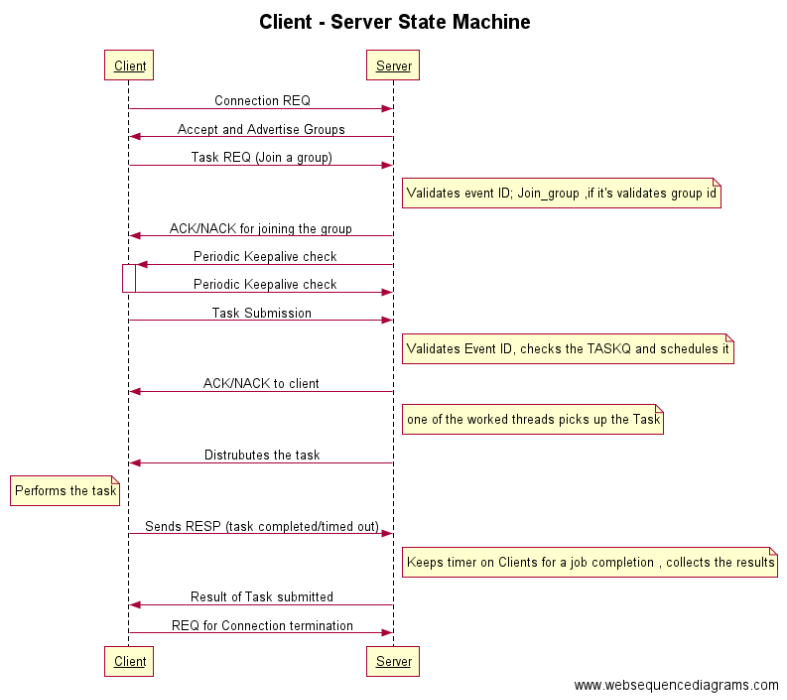 Client - Server State Machine
Client Server
Connection REQ
Accept and Advertise Groups
Task REQ (Join a group)
Validates event ID; Join_group ,if it's validates group id
ACK/NACK for joining the group
Periodic Keepalive check
Periodic Keepalive check
Task Submission
Validates Event ID, checks the TASKQ and schedules it
ACK/NACK to client
one of the worked threads picks up the Task
Distrubutes the task
Performs the task
Sends RESP (task completed/timed out)
Keeps timer on Clients for a job completion , collects the results
Result of Task submitted
REQ for Connection termination
Client Server
www.websequencediagrams.com